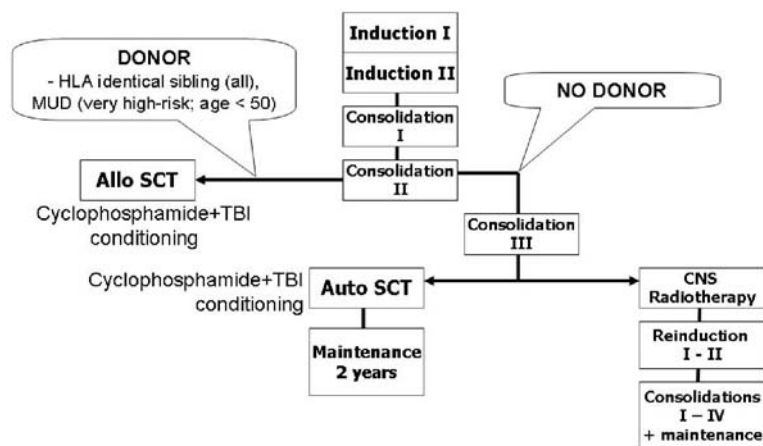 Induction I
Induction II
DONOR
- HLA identical sibling (all),
MUD (very high-risk; age < 50)
NO DONOR
Consolidation
I
Consolidation
II
Allo SCT
Cyclophosphamide+TBI
conditioning
Consolidation
III
Cyclophosphamide+TBI
conditioning
Auto SCT
Maintenance
2 years
CNS
Radiotherapy
Reinduction
I - II
Consolidations
I – IV
+ maintenance